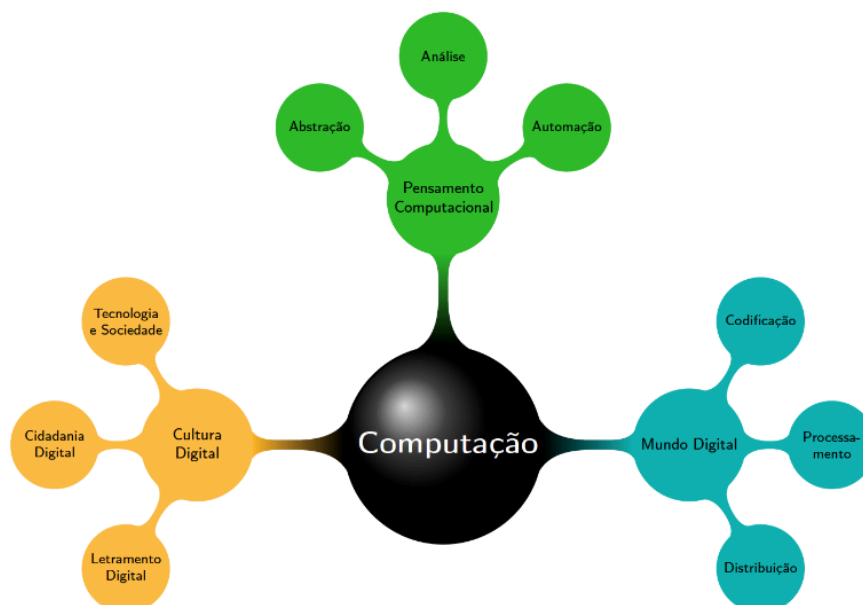 Análise
Abstração
Automação
Pensamento
Computacional
Tecnologia
e Sociedade
Cidadania
Digital
Cultura
Digital
Letramento
Digital
Computação
Codificação
Mundo Digital
Processa-
mento
Distribuição